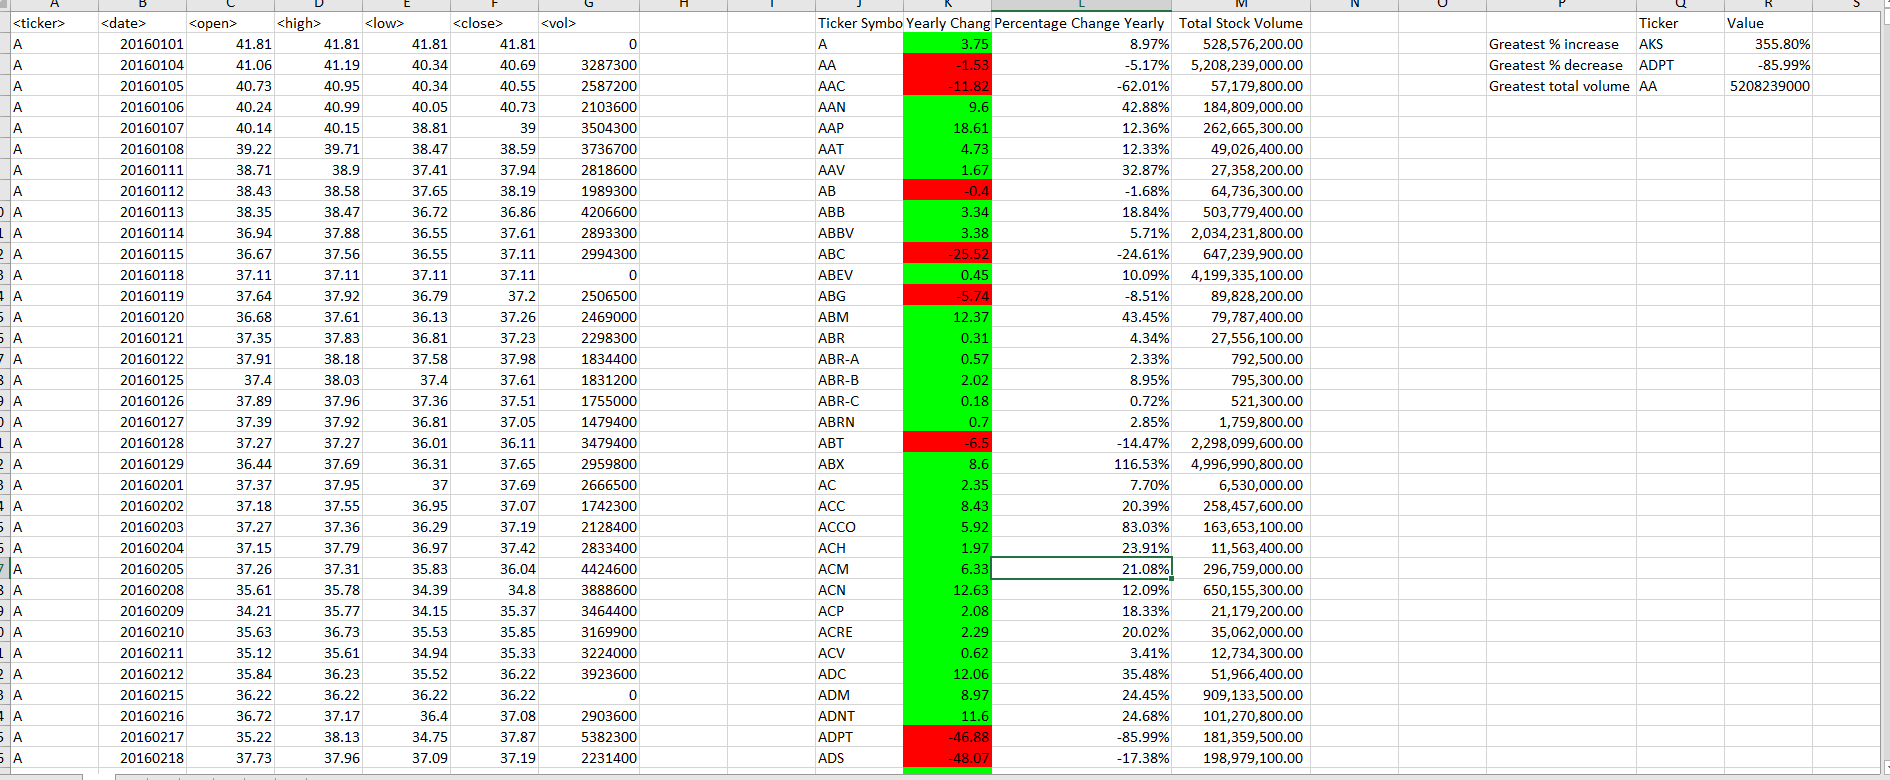 A B C D E F G H I J K L M N O P Q R S
<ticker> <date> <open> <high> <low> <close> <vol> Ticker Symbo Yearly Chang Percentage Change Yearly Total Stock Volume Ticker Value
A 20160101 41.81 41.81 41.81 41.81 0 A 3.75 8.97% 528,576,200.00 Greatest % increase AKS 355.80%
A 20160104 41.06 41.19 40.34 40.69 3287300 AA -1.53 -5.17% 5,208,239,000.00 Greatest % decrease ADPT -85.99%
A 20160105 40.73 40.95 40.34 40.55 2587200 AAC -11.82 -62.01% 57,179,800.00 Greatest total volume AA 5208239000
A 20160106 40.24 40.99 40.05 40.73 2103600 AAN 9.6 42.88% 184,809,000.00
A 20160107 40.14 40.15 38.81 39 3504300 AAP 18.61 12.36% 262,665,300.00
A 20160108 39.22 39.71 38.47 38.59 3736700 AAT 4.73 12.33% 49,026,400.00
A 20160111 38.71 38.9 37.41 37.94 2818600 AAV 1.67 32.87% 27,358,200.00
A 20160112 38.43 38.58 37.65 38.19 1989300 AB -0.4 -1.68% 64,736,300.00
A 20160113 38.35 38.47 36.72 36.86 4206600 ABB 3.34 18.84% 503,779,400.00
A 20160114 36.94 37.88 36.55 37.61 2893300 ABBV 3.38 5.71% 2,034,231,800.00
A 20160115 36.67 37.56 36.55 37.11 2994300 ABC -25.52 -24.61% 647,239,900.00
A 20160118 37.11 37.11 37.11 37.11 0 ABEV 0.45 10.09% 4,199,335,100.00
A 20160119 37.64 37.92 36.79 37.2 2506500 ABG -5.74 -8.51% 89,828,200.00
A 20160120 36.68 37.61 36.13 37.26 2469000 ABM 12.37 43.45% 79,787,400.00
A 20160121 37.35 37.83 36.81 37.23 2298300 ABR 0.31 4.34% 27,556,100.00
A 20160122 37.91 38.18 37.58 37.98 1834400 ABR-A 0.57 2.33% 792,500.00
A 20160125 37.4 38.03 37.4 37.61 1831200 ABR-B 2.02 8.95% 795,300.00
A 20160126 37.89 37.96 37.36 37.51 1755000 ABR-C 0.18 0.72% 521,300.00
A 20160127 37.39 37.92 36.81 37.05 1479400 ABRN 0.7 2.85% 1,759,800.00
A 20160128 37.27 37.27 36.01 36.11 3479400 ABT -6.5 -14.47% 2,298,099,600.00
A 20160129 36.44 37.69 36.31 37.65 2959800 ABX 8.6 116.53% 4,996,990,800.00
A 20160201 37.37 37.95 37 37.69 2666500 AC 2.35 7.70% 6,530,000.00
A 20160202 37.18 37.55 36.95 37.07 1742300 ACC 8.43 20.39% 258,457,600.00
A 20160203 37.27 37.36 36.29 37.19 2128400 ACCO 5.92 83.03% 163,653,100.00
A 20160204 37.15 37.79 36.97 37.42 2833400 ACH 1.97 23.91% 11,563,400.00
A 20160205 37.26 37.31 35.83 36.04 4424600 ACM 6.33 21.08% 296,759,000.00
A 20160208 35.61 35.78 34.39 34.8 3888600 ACN 12.63 12.09% 650,155,300.00
A 20160209 34.21 35.77 34.15 35.37 3464400 ACP 2.08 18.33% 21,179,200.00
A 20160210 35.63 36.73 35.53 35.85 3169900 ACRE 2.29 20.02% 35,062,000.00
A 20160211 35.12 35.61 34.94 35.33 3224000 ACV 0.62 3.41% 12,734,300.00
A 20160212 35.84 36.23 35.52 36.22 3923600 ADC 12.06 35.48% 51,966,400.00
A 20160215 36.22 36.22 36.22 36.22 0 ADM 8.97 24.45% 909,133,500.00
A 20160216 36.72 37.17 36.4 37.08 2903600 ADNT 11.6 24.68% 101,270,800.00
A 20160217 35.22 38.13 34.75 37.87 5382300 ADPT -46.88 -85.99% 181,359,500.00
A 20160218 37.73 37.96 37.09 37.19 2231400 ADS -48.07 -17.38% 198,979,100.00